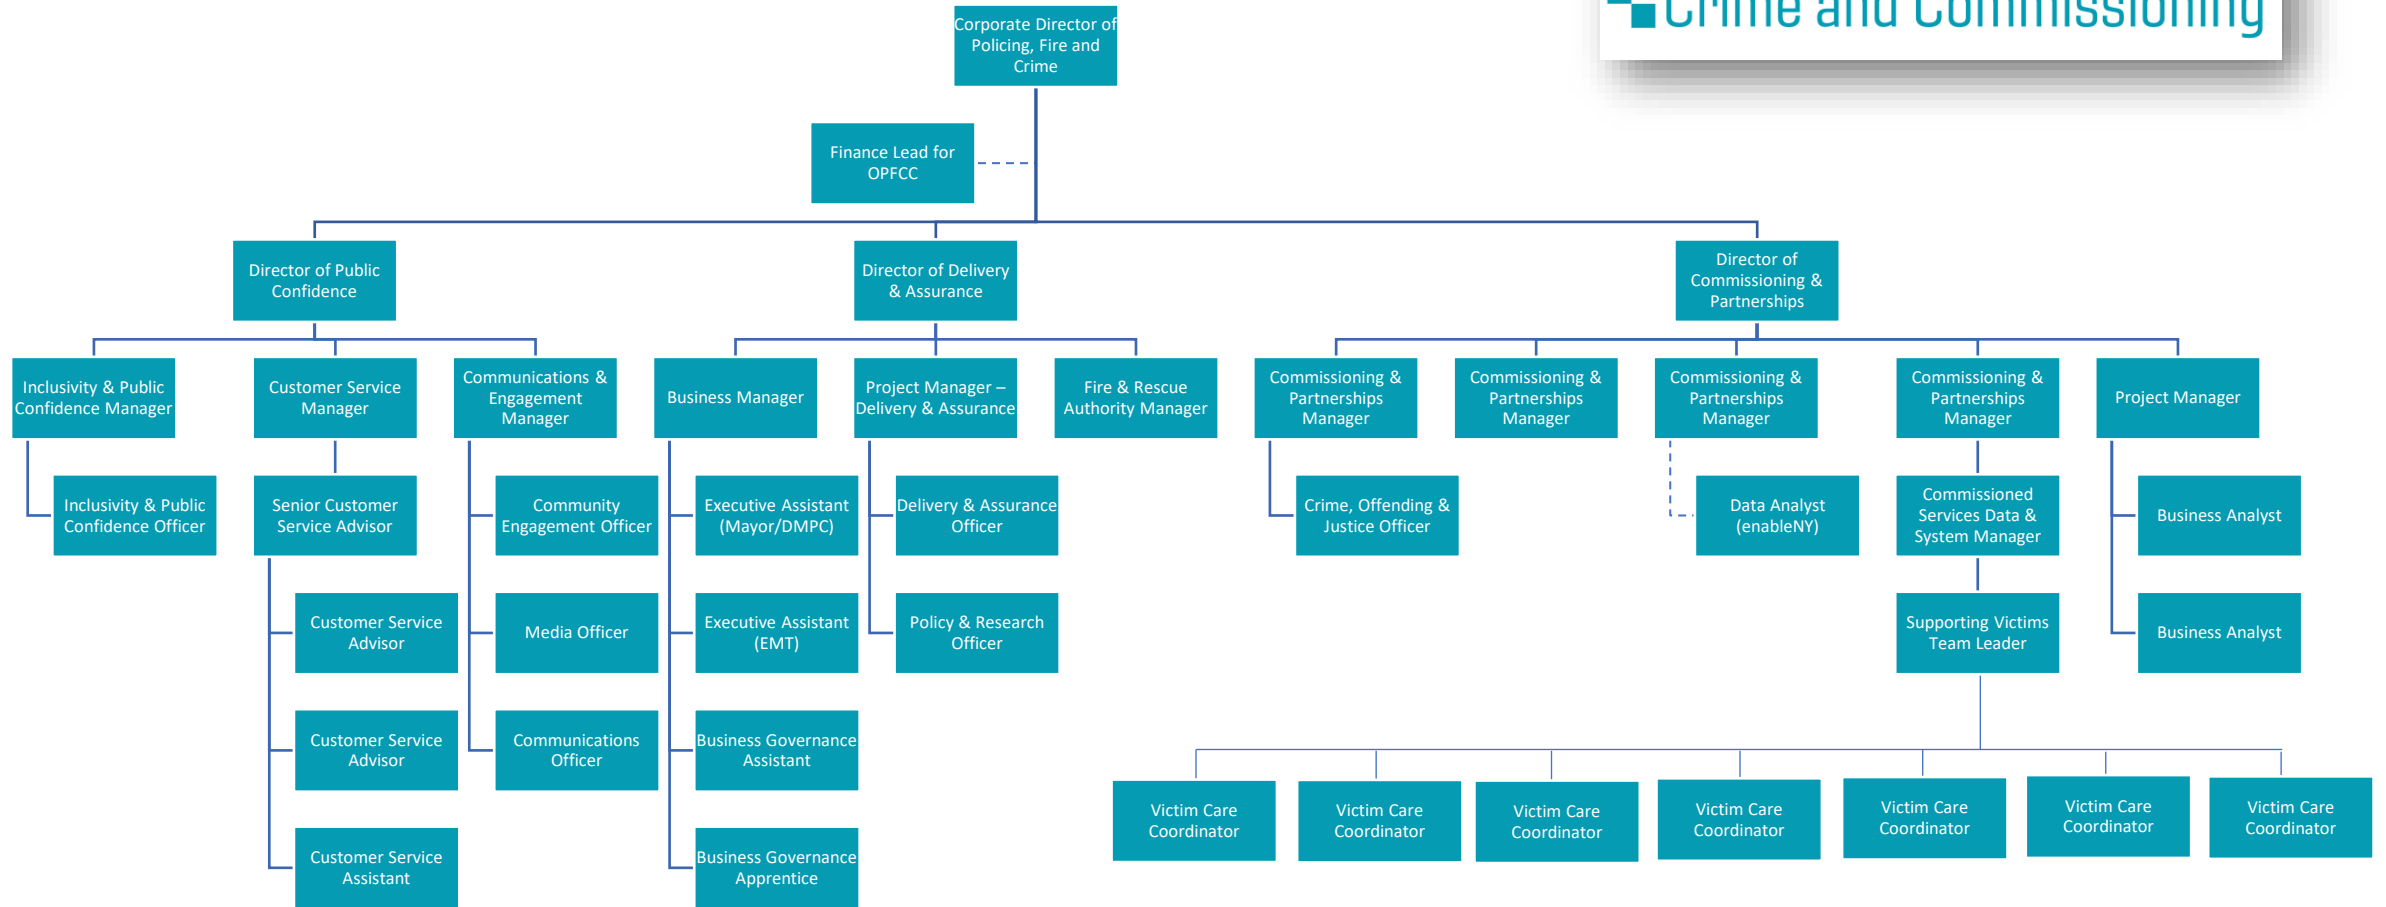 Crime and Commissioning
Corporate Director of
Policing, Fire and
Crime
Finance Lead for
OPFCC
Director of Public
Confidence
Director of Delivery
& Assurance
Director of
Commissioning &
Partnerships
Inclusivity & Public
Confidence Manager
Customer Service
Manager
Communications &
Engagement
Manager
Business Manager
Project Manager –
Delivery & Assurance
Fire & Rescue
Authority Manager
Commissioning &
Partnerships
Manager
Commissioning &
Partnerships
Manager
Commissioning &
Partnerships
Manager
Commissioning &
Partnerships
Manager
Project Manager
Inclusivity & Public
Confidence Officer
Senior Customer
Service Advisor
Community
Engagement Officer
Executive Assistant
(Mayor/DMPC)
Delivery & Assurance
Officer
Crime, Offending &
Justice Officer
Data Analyst
(enableNY)
Commissioned
Services Data &
System Manager
Business Analyst
Customer Service
Advisor
Media Officer
Executive Assistant
(EMT)
Policy & Research
Officer
Supporting Victims
Team Leader
Business Analyst
Customer Service
Advisor
Communications
Officer
Business Governance
Assistant
Victim Care
Coordinator
Victim Care
Coordinator
Victim Care
Coordinator
Victim Care
Coordinator
Victim Care
Coordinator
Victim Care
Coordinator
Victim Care
Coordinator
Customer Service
Assistant
Business Governance
Apprentice